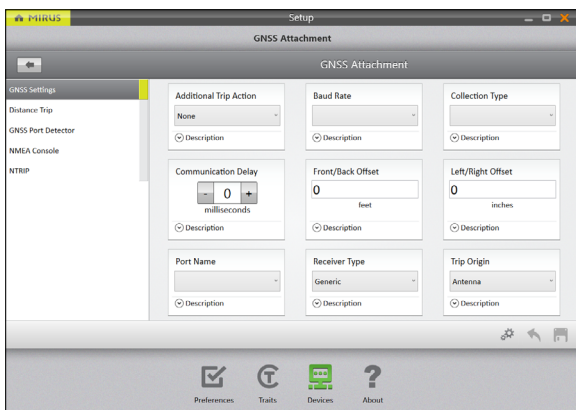 MIRUS
Setup
GNSS Attachment
GNSS Attachment
GNSS Settings
Distance Trip
GNSS Port Detector
NMEA Console
NTRIP
Additional Trip Action
None
Description
Baud Rate
Description
Collection Type
Description
Communication Delay
- 0 +
milliseconds
Description
Front/Back Offset
0
feet
Description
Left/Right Offset
0
inches
Description
Port Name
Description
Receiver Type
Generic
Description
Trip Origin
Antenna
Description
Preferences
Traits
Devices
About